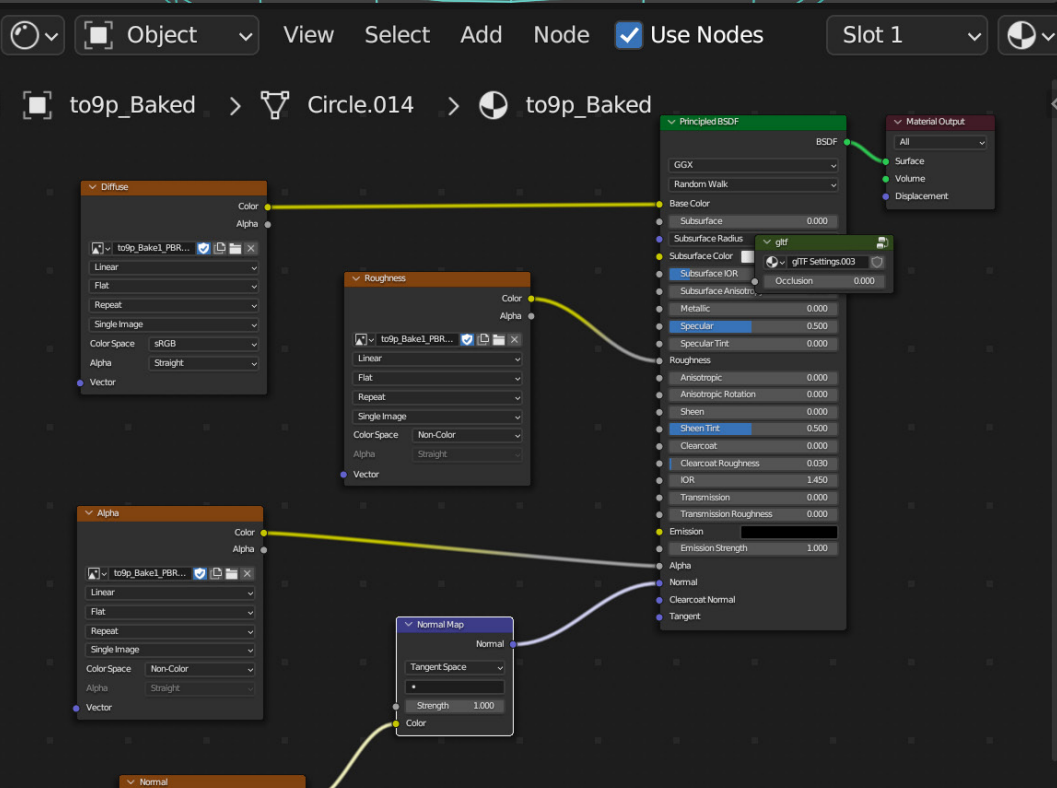 Object View Select Add Node Use Nodes Slot 1
to9p_Baked > Circle.014 > to9p_Baked
Principled BSDF
BSDF
GGX
Random Walk
Base Color
Subsurface 0.000
Subsurface Radius
Subsurface Color
Subsurface IOR
Subsurface Anisotropy
Metallic 0.000
Specular 0.500
Specular Tint 0.000
Roughness
Anisotropic 0.000
Anisotropic Rotation 0.000
Sheen 0.000
Sheen Tint 0.500
Clearcoat 0.000
Clearcoat Roughness 0.030
IOR 1.450
Transmission 0.000
Transmission Roughness 0.000
Emission
Emission Strength 1.000
Alpha
Normal
Clearcoat Normal
Tangent
Material Output
All
Surface
Volume
Displacement
gltf
glTF Settings.003
Occlusion 0.000
Diffuse
Color
Alpha
to9p_Bake1_PBR...
Linear
Flat
Repeat
Single Image
Color Space sRGB
Alpha Straight
Vector
Roughness
Color
Alpha
to9p_Bake1_PBR...
Linear
Flat
Repeat
Single Image
Color Space Non-Color
Alpha Straight
Vector
Alpha
Color
Alpha
to9p_Bake1_PBR...
Linear
Flat
Repeat
Single Image
Color Space Non-Color
Alpha Straight
Vector
Normal Map
Normal
Tangent Space
Strength 1.000
Color
Normal